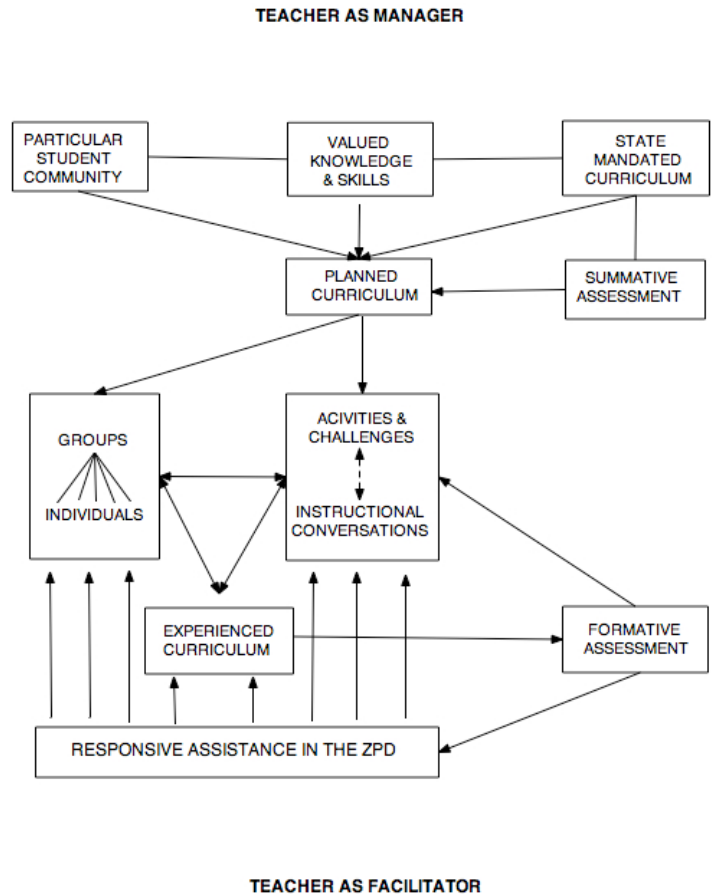 TEACHER AS MANAGER
PARTICULAR
STUDENT
COMMUNITY
VALUED
KNOWLEDGE
& SKILLS
STATE
MANDATED
CURRICULUM
PLANNED
CURRICULUM
SUMMATIVE
ASSESSMENT
GROUPS
INDIVIDUALS
ACIVITIES &
CHALLENGES
INSTRUCTIONAL
CONVERSATIONS
EXPERIENCED
CURRICULUM
FORMATIVE
ASSESSMENT
RESPONSIVE ASSISTANCE IN THE ZPD
TEACHER AS FACILITATOR